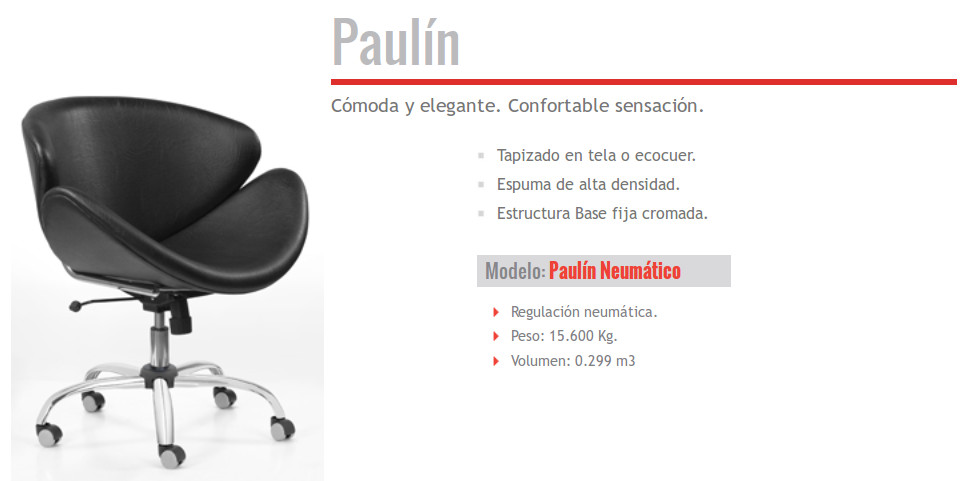 Paulín
Cómoda y elegante. Confortable sensación.
Tapizado en tela o ecocuer.
Espuma de alta densidad.
Estructura Base fija cromada.
Modelo: Paulín Neumático
Regulación neumática.
Peso: 15.600 Kg.
Volumen: 0.299 m3